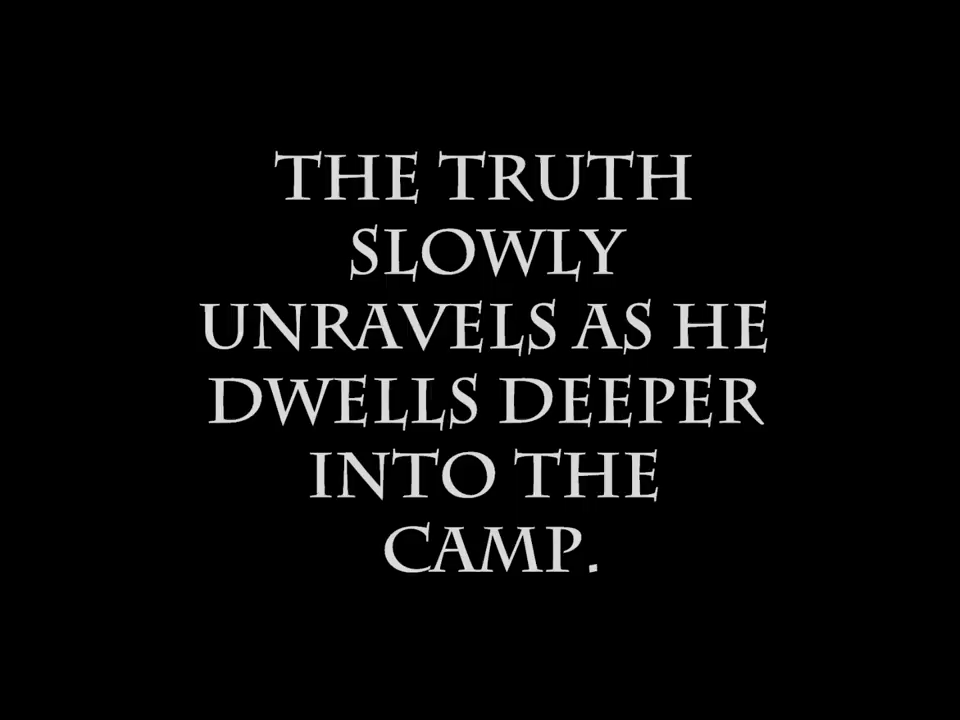 THE TRUTH
SLOWLY
UNRAVELS AS HE
DWELLS DEEPER
INTO THE
CAMP.